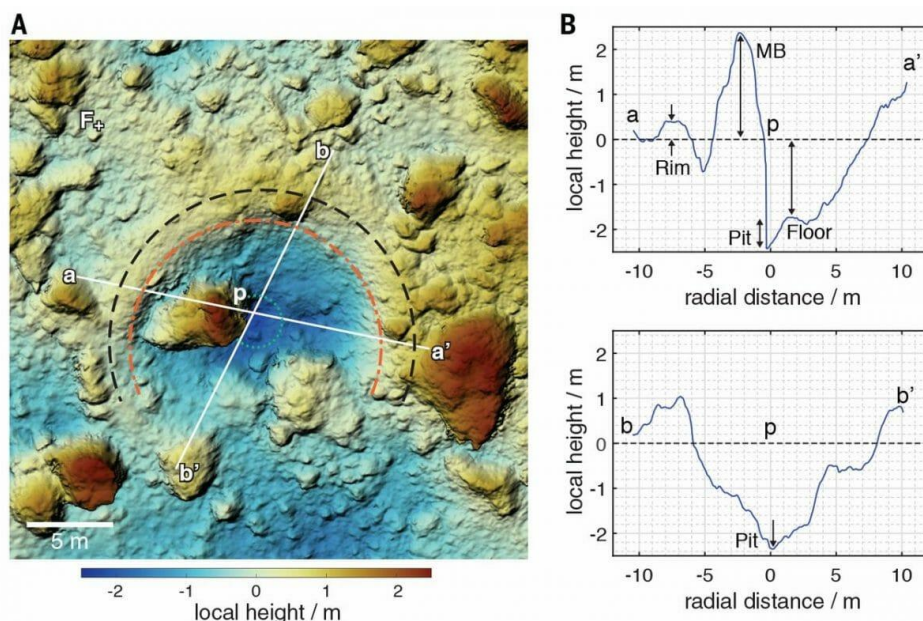 A
F+
b
a
p
a'
b'
5 m
-2 -1 0 1 2
local height / m
B
2
1
0
-1
-2
local height / m
a
MB
p
a'
Rim
Pit
Floor
-10 -5 0 5 10
radial distance / m
2
1
0
-1
-2
local height / m
b
p
b'
Pit
-10 -5 0 5 10
radial distance / m